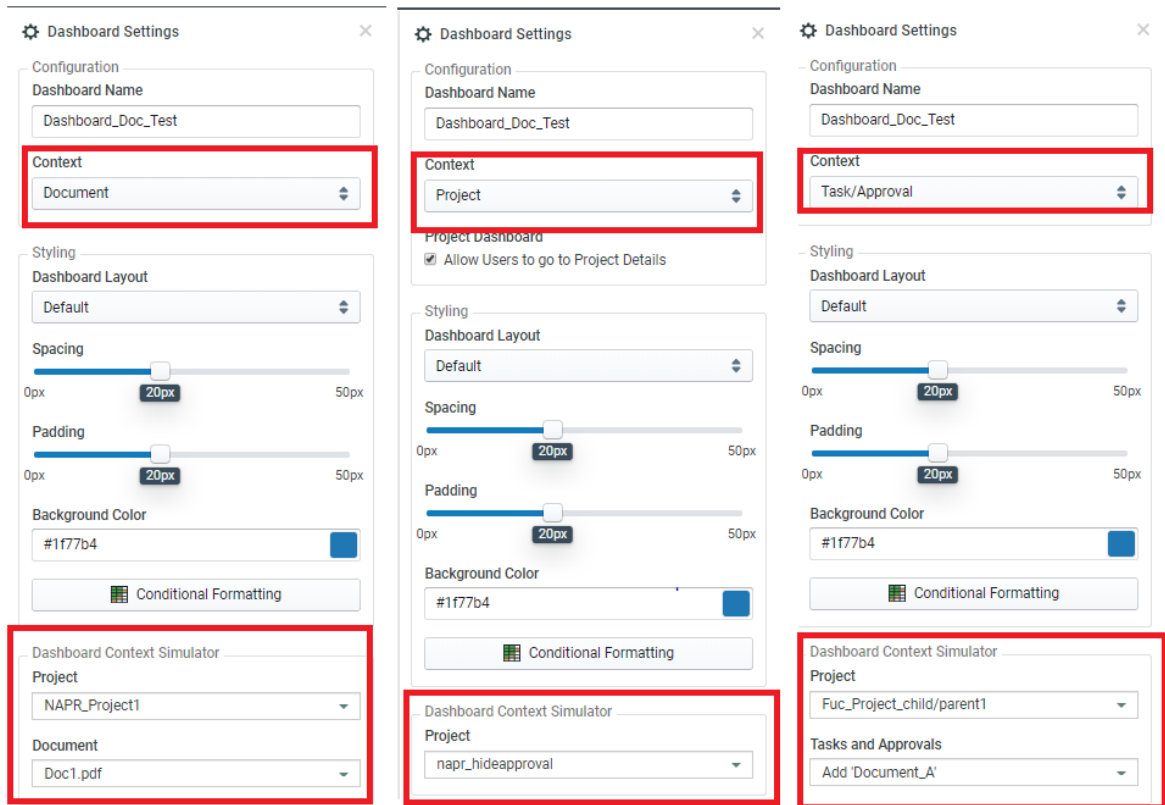 Dashboard Settings
Configuration
Dashboard Name
Dashboard_Doc_Test
Context
Document
Styling
Dashboard Layout
Default
Spacing
0px 20px 50px
Padding
0px 20px 50px
Background Color
#1f77b4
Conditional Formatting
Dashboard Context Simulator
Project
NAPR_Project1
Document
Doc1.pdf
Dashboard Settings
Configuration
Dashboard Name
Dashboard_Doc_Test
Context
Project
Project Dashboard
Allow Users to go to Project Details
Styling
Dashboard Layout
Default
Spacing
0px 20px 50px
Padding
0px 20px 50px
Background Color
#1f77b4
Conditional Formatting
Dashboard Context Simulator
Project
napr_hideapproval
Dashboard Settings
Configuration
Dashboard Name
Dashboard_Doc_Test
Context
Task/Approval
Styling
Dashboard Layout
Default
Spacing
0px 20px 50px
Padding
0px 20px 50px
Background Color
#1f77b4
Conditional Formatting
Dashboard Context Simulator
Project
Fuc_Project_child/parent1
Tasks and Approvals
Add 'Document_A'